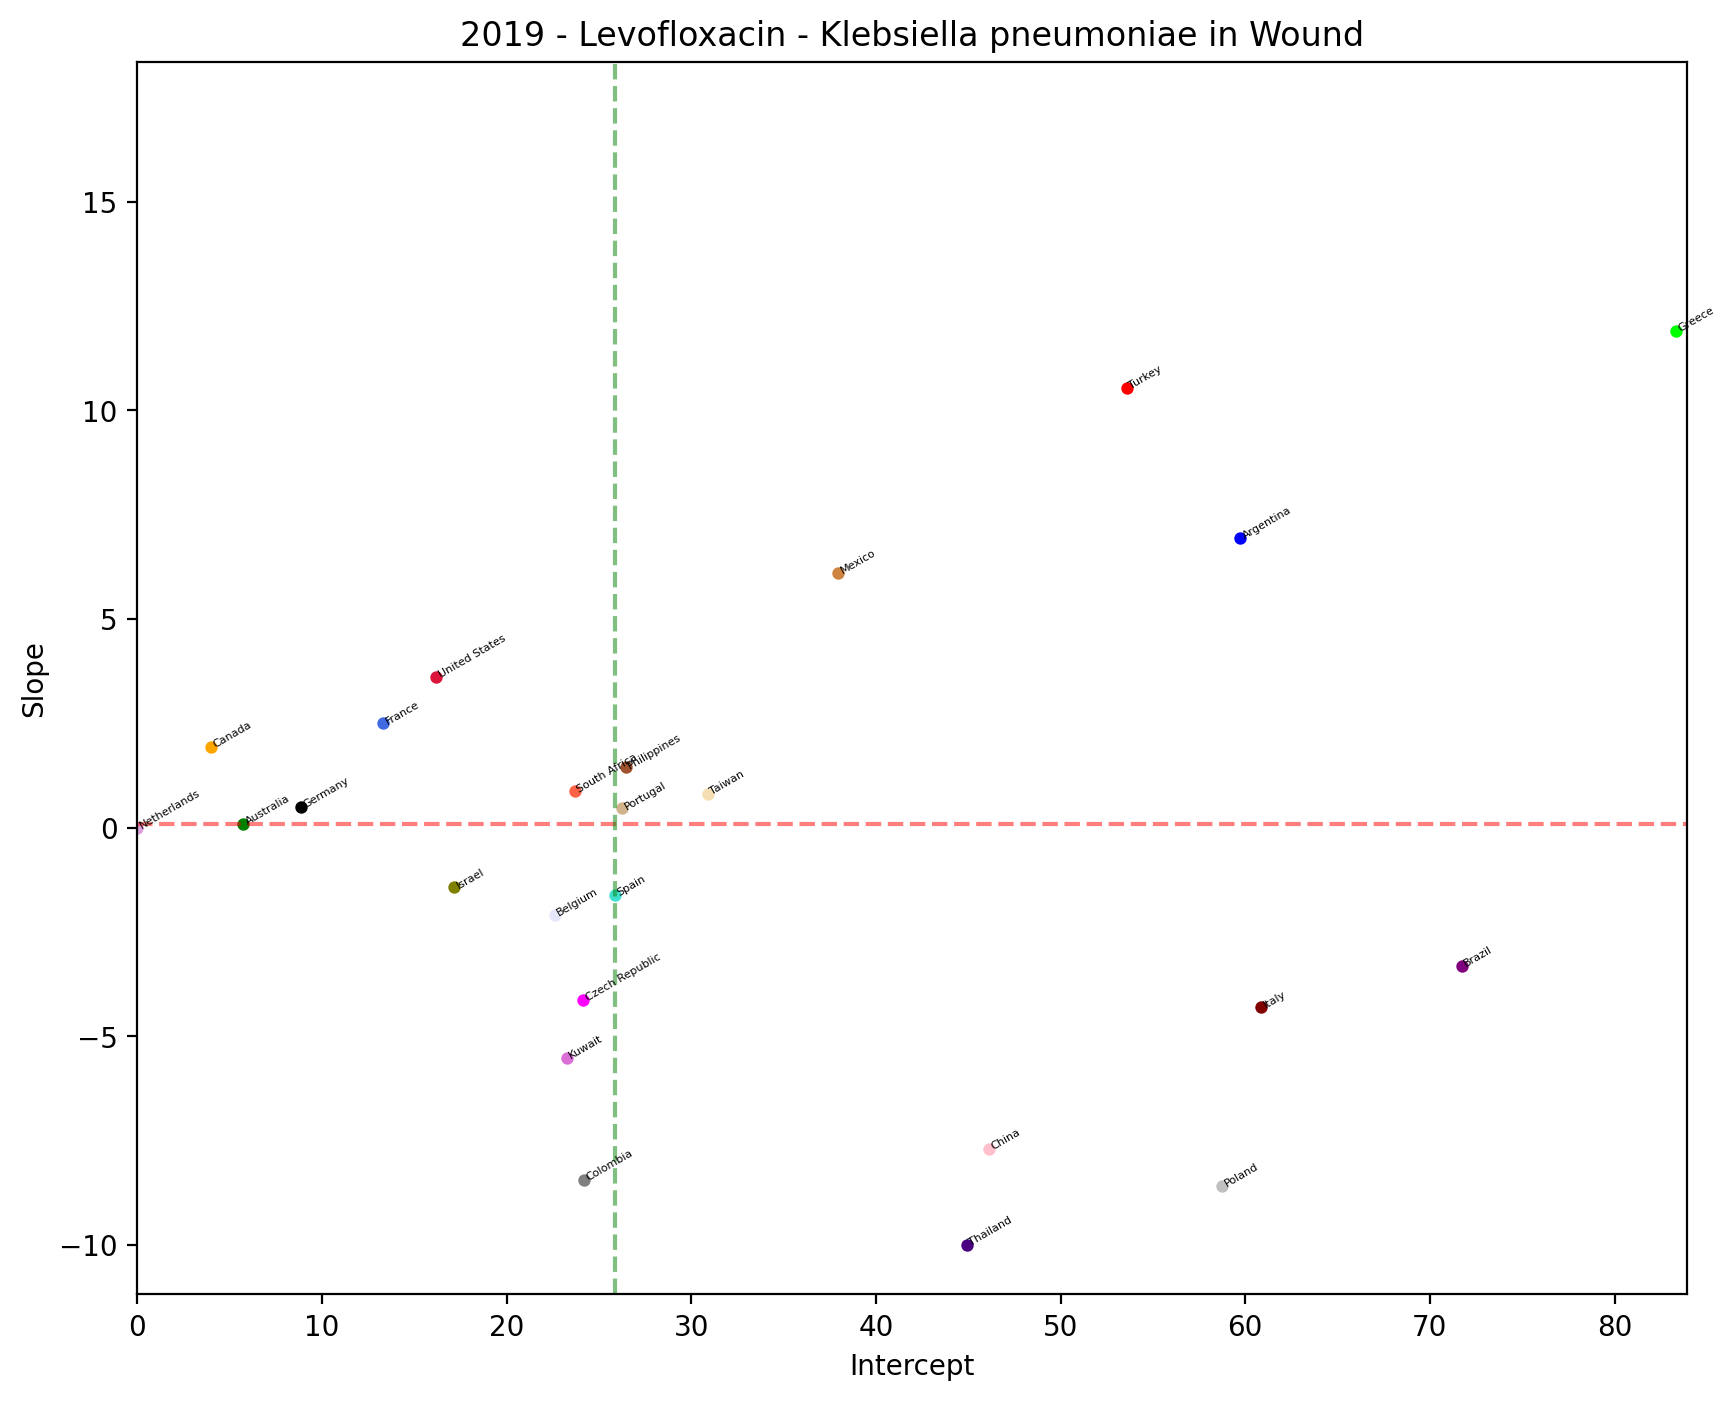 2019 - Levofloxacin - Klebsiella pneumoniae in Wound
15
10
5
0
−5
−10
Slope
Greece
Turkey
Argentina
Mexico
United States
France
Canada
South Africa
Philippines
Taiwan
Portugal
Germany
Australia
Netherlands
Israel
Spain
Belgium
Brazil
Czech Republic
Italy
Kuwait
China
Colombia
Poland
Thailand
0 10 20 30 40 50 60 70 80
Intercept